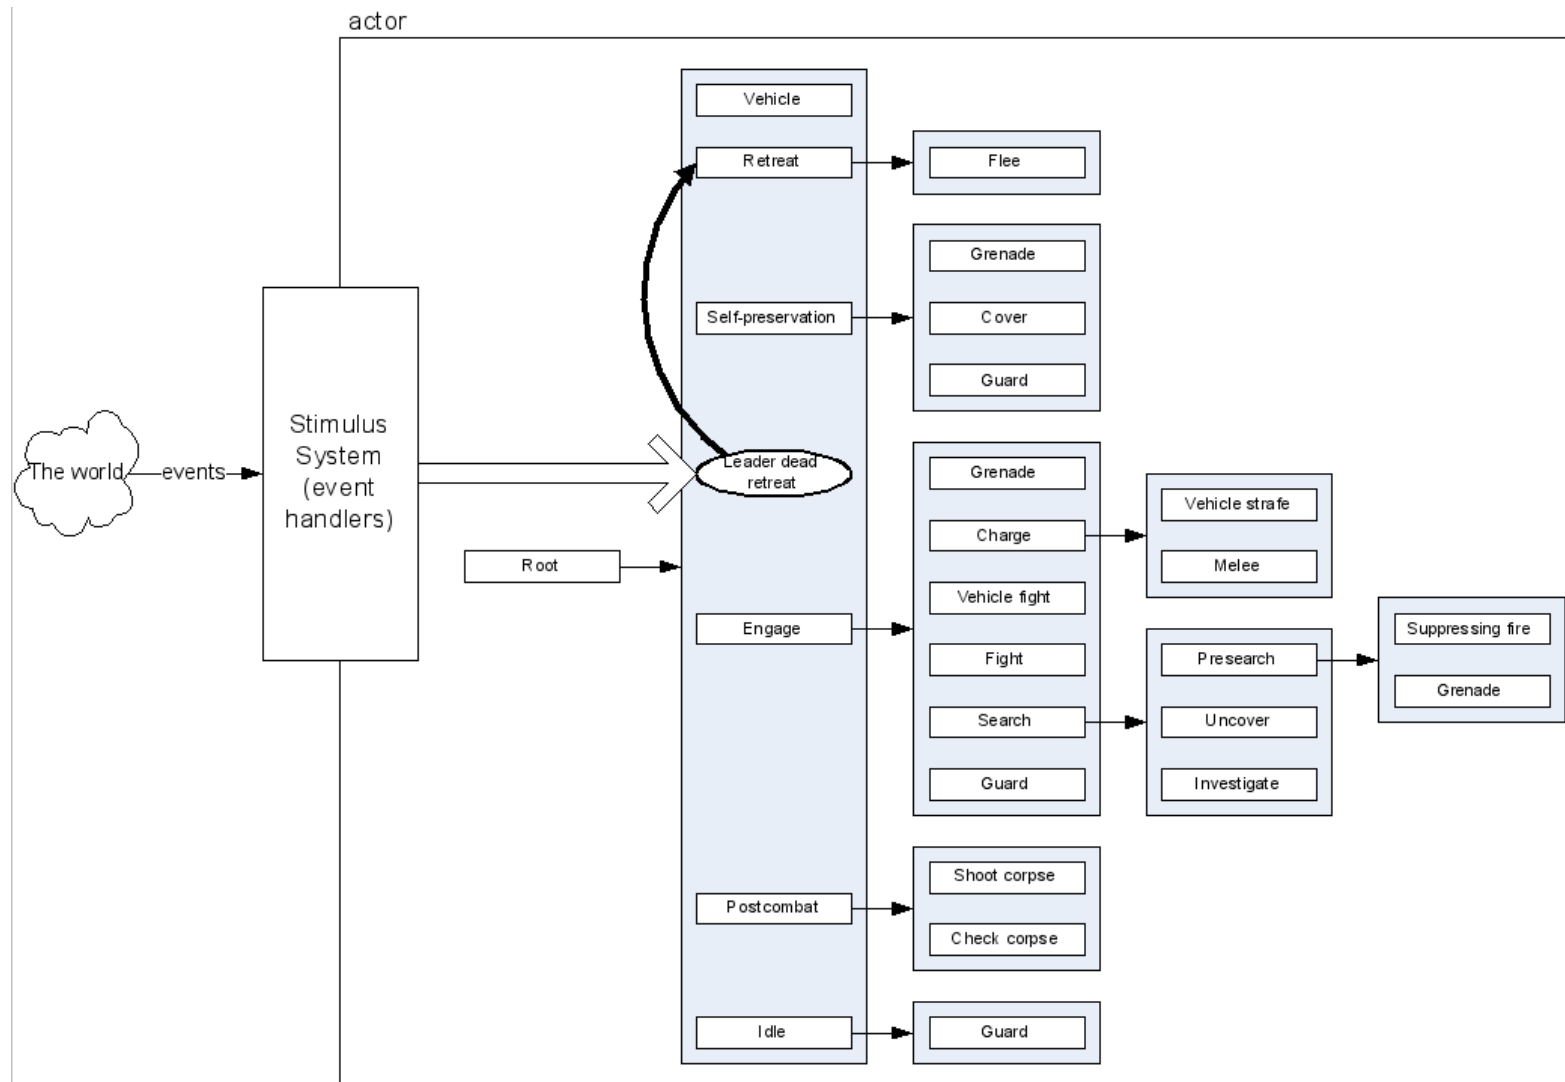 actor
The world
events
Stimulus
System
(event
handlers)
Root
Vehicle
Retreat
Self-preservation
Leader dead
retreat
Engage
Postcombat
Idle
Flee
Grenade
Cover
Guard
Grenade
Charge
Vehicle fight
Fight
Search
Guard
Shoot corpse
Check corpse
Guard
Vehicle strafe
Melee
Presearch
Uncover
Investigate
Suppressing fire
Grenade